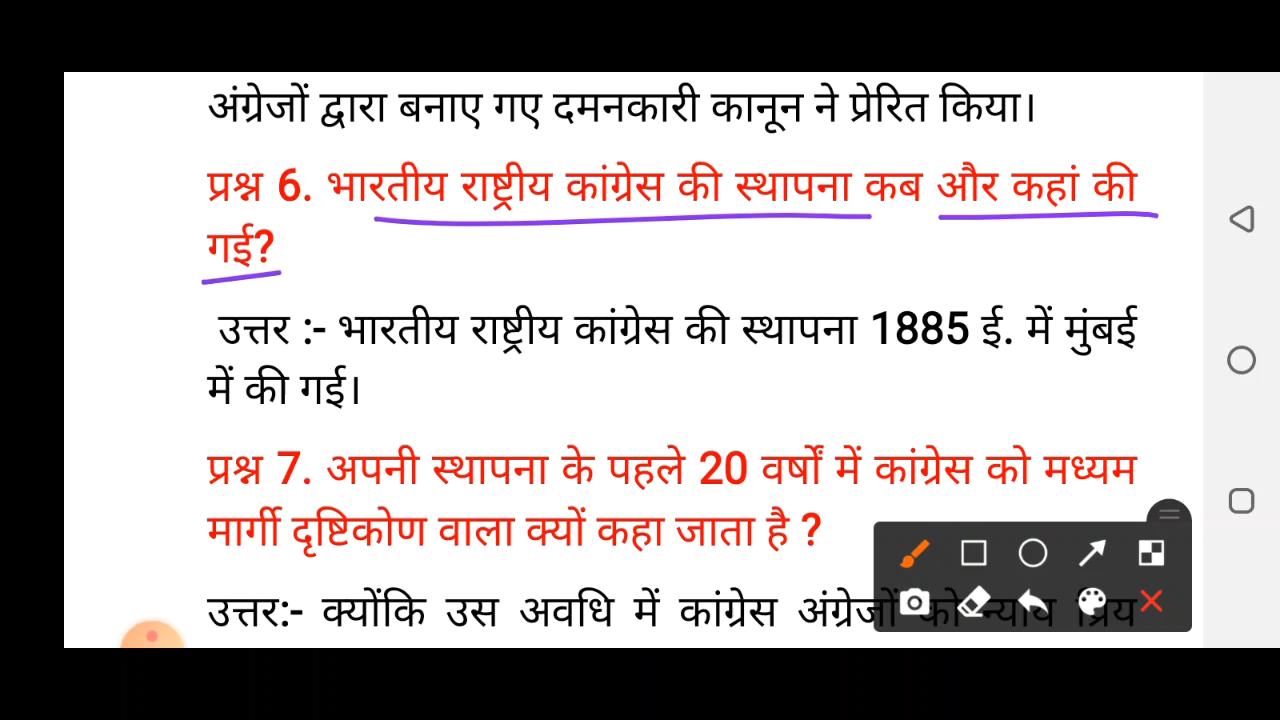 अंग्रेजों द्वारा बनाए गए दमनकारी कानून ने प्रेरित किया।
प्रश्न 6. भारतीय राष्ट्रीय कांग्रेस की स्थापना कब और कहां की
गई?
उत्तर :- भारतीय राष्ट्रीय कांग्रेस की स्थापना 1885 ई. में मुंबई
में की गई।
प्रश्न 7. अपनी स्थापना के पहले 20 वर्षों में कांग्रेस को मध्यम
मार्गी दृष्टिकोण वाला क्यों कहा जाता है ?
उत्तर:- क्योंकि उस अवधि में कांग्रेस अंग्रेजों को न्याय प्रिय